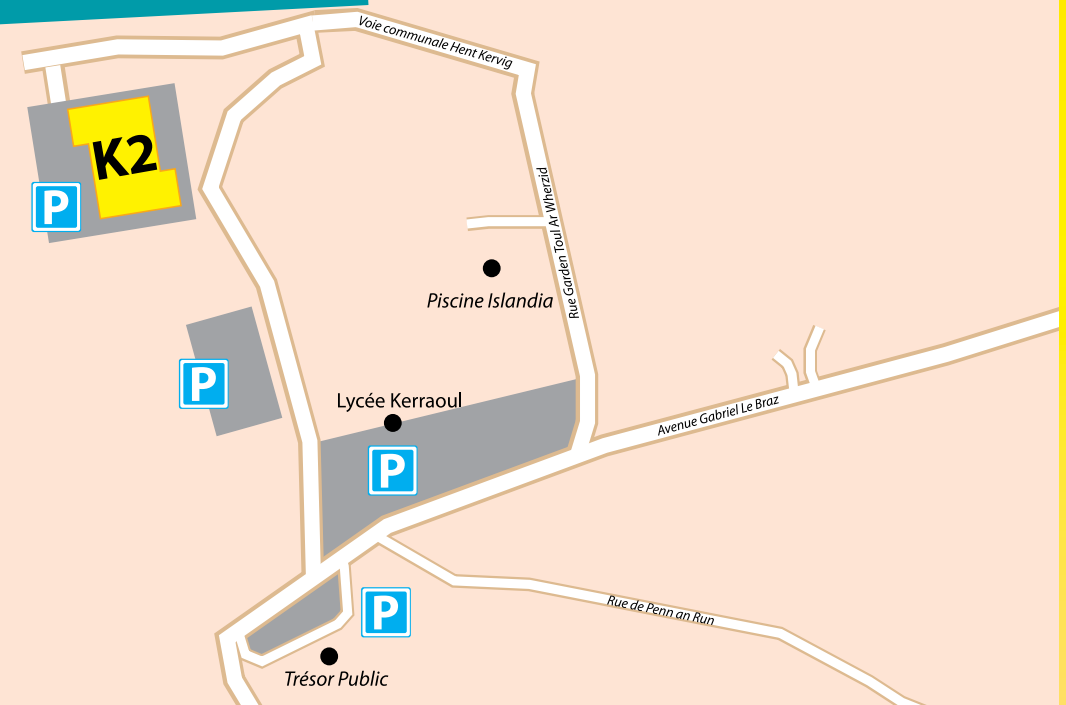 Voie communale Hent Kervig
K2
P
Rue Garden Toul Ar Wherzid
Piscine Islandia
P
Lycée Kerraoul
Avenue Gabriel Le Braz
P
P
Rue de Penn an Run
Trésor Public